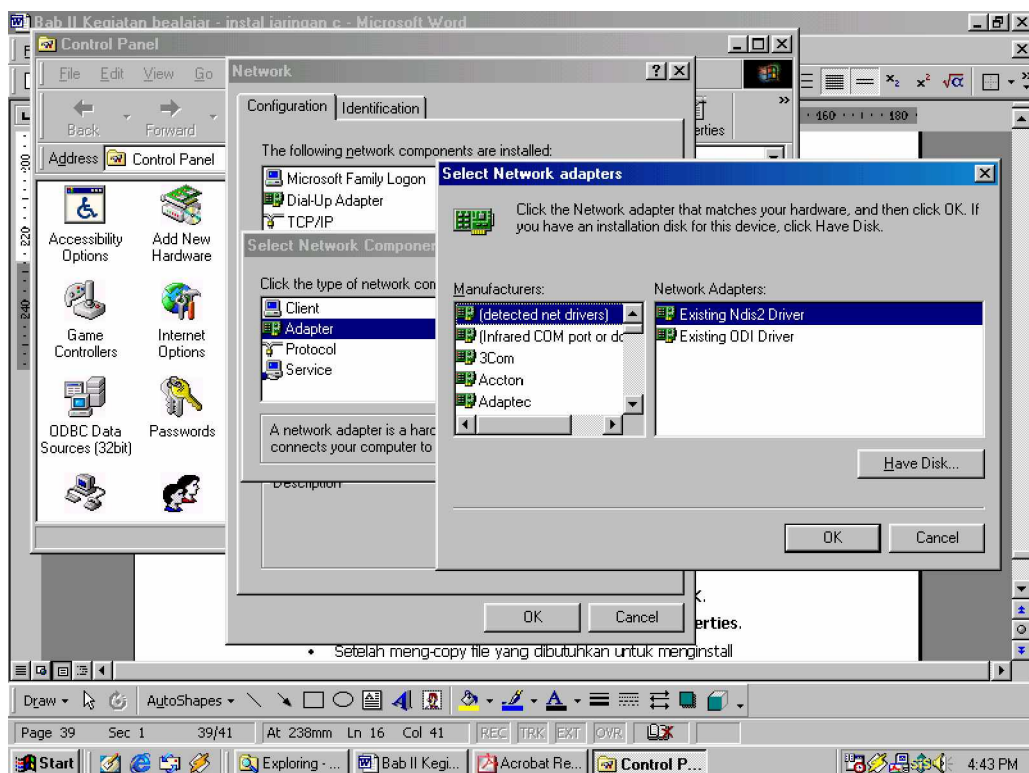 Bab II Kegiatan bealajar - instal jaringan c - Microsoft Word
Control Panel
File Edit View Go
Back Forward
Address Control Panel
Accessibility Options
Add New Hardware
Game Controllers
Internet Options
ODBC Data Sources (32bit)
Passwords
Network
Configuration Identification
The following network components are installed:
Microsoft Family Logon
Dial-Up Adapter
TCP/IP
Select Network Componen
Click the type of network con
Client
Adapter
Protocol
Service
A network adapter is a hard
connects your computer to
Description
OK Cancel
Select Network adapters
Click the Network adapter that matches your hardware, and then click OK. If
you have an installation disk for this device, click Have Disk.
Manufacturers: Network Adapters:
(detected net drivers)
(Infrared COM port or do
3Com
Accton
Adaptec
Existing Ndis2 Driver
Existing ODI Driver
Have Disk...
OK Cancel
erties
160 180
200
220
240
K.
erties.
• Setelah meng-copy file yang dibutuhkan untuk menginstall
Draw AutoShapes
Page 39 Sec 1 39/41 At 238mm Ln 16 Col 41 REC TRK EXT OVR
Start Exploring - ... Bab II Kegi... Acrobat Re... Control P... 4:43 PM